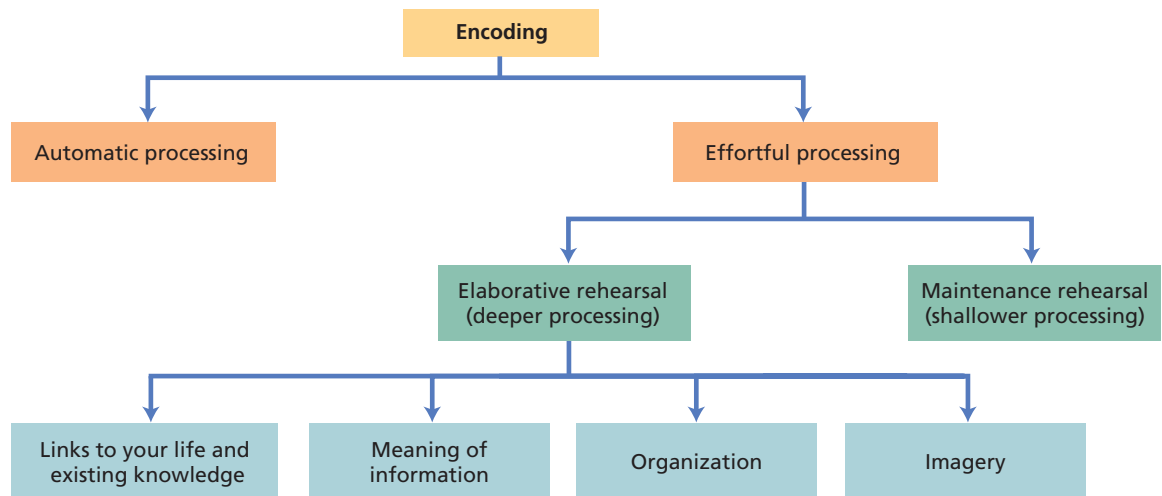 Encoding
Automatic processing
Effortful processing
Elaborative rehearsal
(deeper processing)
Maintenance rehearsal
(shallower processing)
Links to your life and
existing knowledge
Meaning of
information
Organization
Imagery